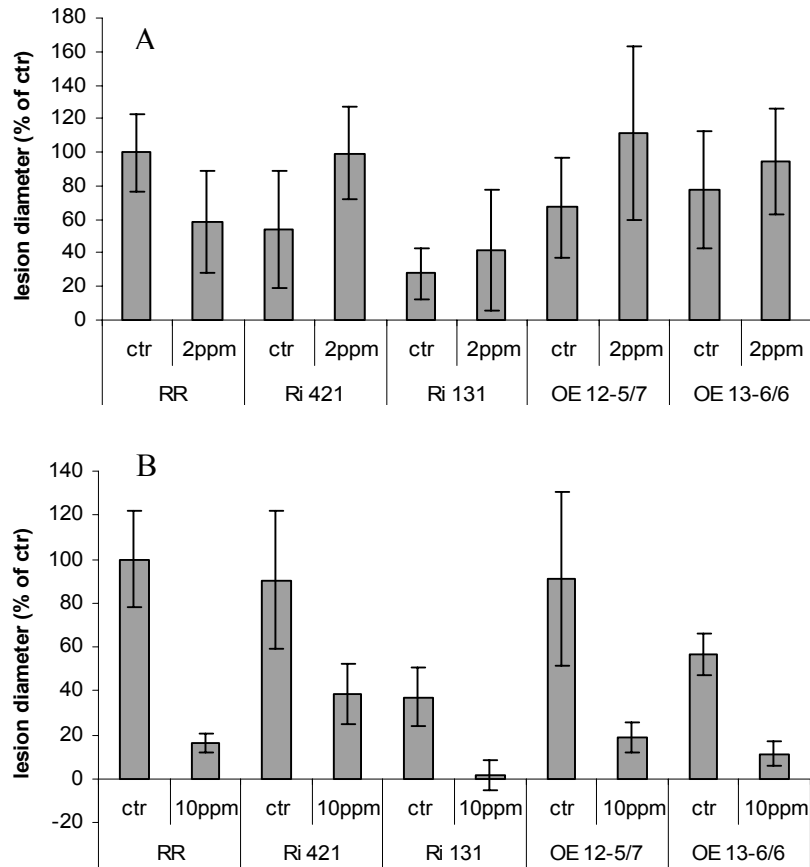 A
lesion diameter (% of ctr)
180
160
140
120
100
80
60
40
20
0
ctr 2ppm ctr 2ppm ctr 2ppm ctr 2ppm ctr 2ppm
RR Ri 421 Ri 131 OE 12-5/7 OE 13-6/6
B
lesion diameter (% of ctr)
140
120
100
80
60
40
20
0
-20
ctr 10ppm ctr 10ppm ctr 10ppm ctr 10ppm ctr 10ppm
RR Ri 421 Ri 131 OE 12-5/7 OE 13-6/6